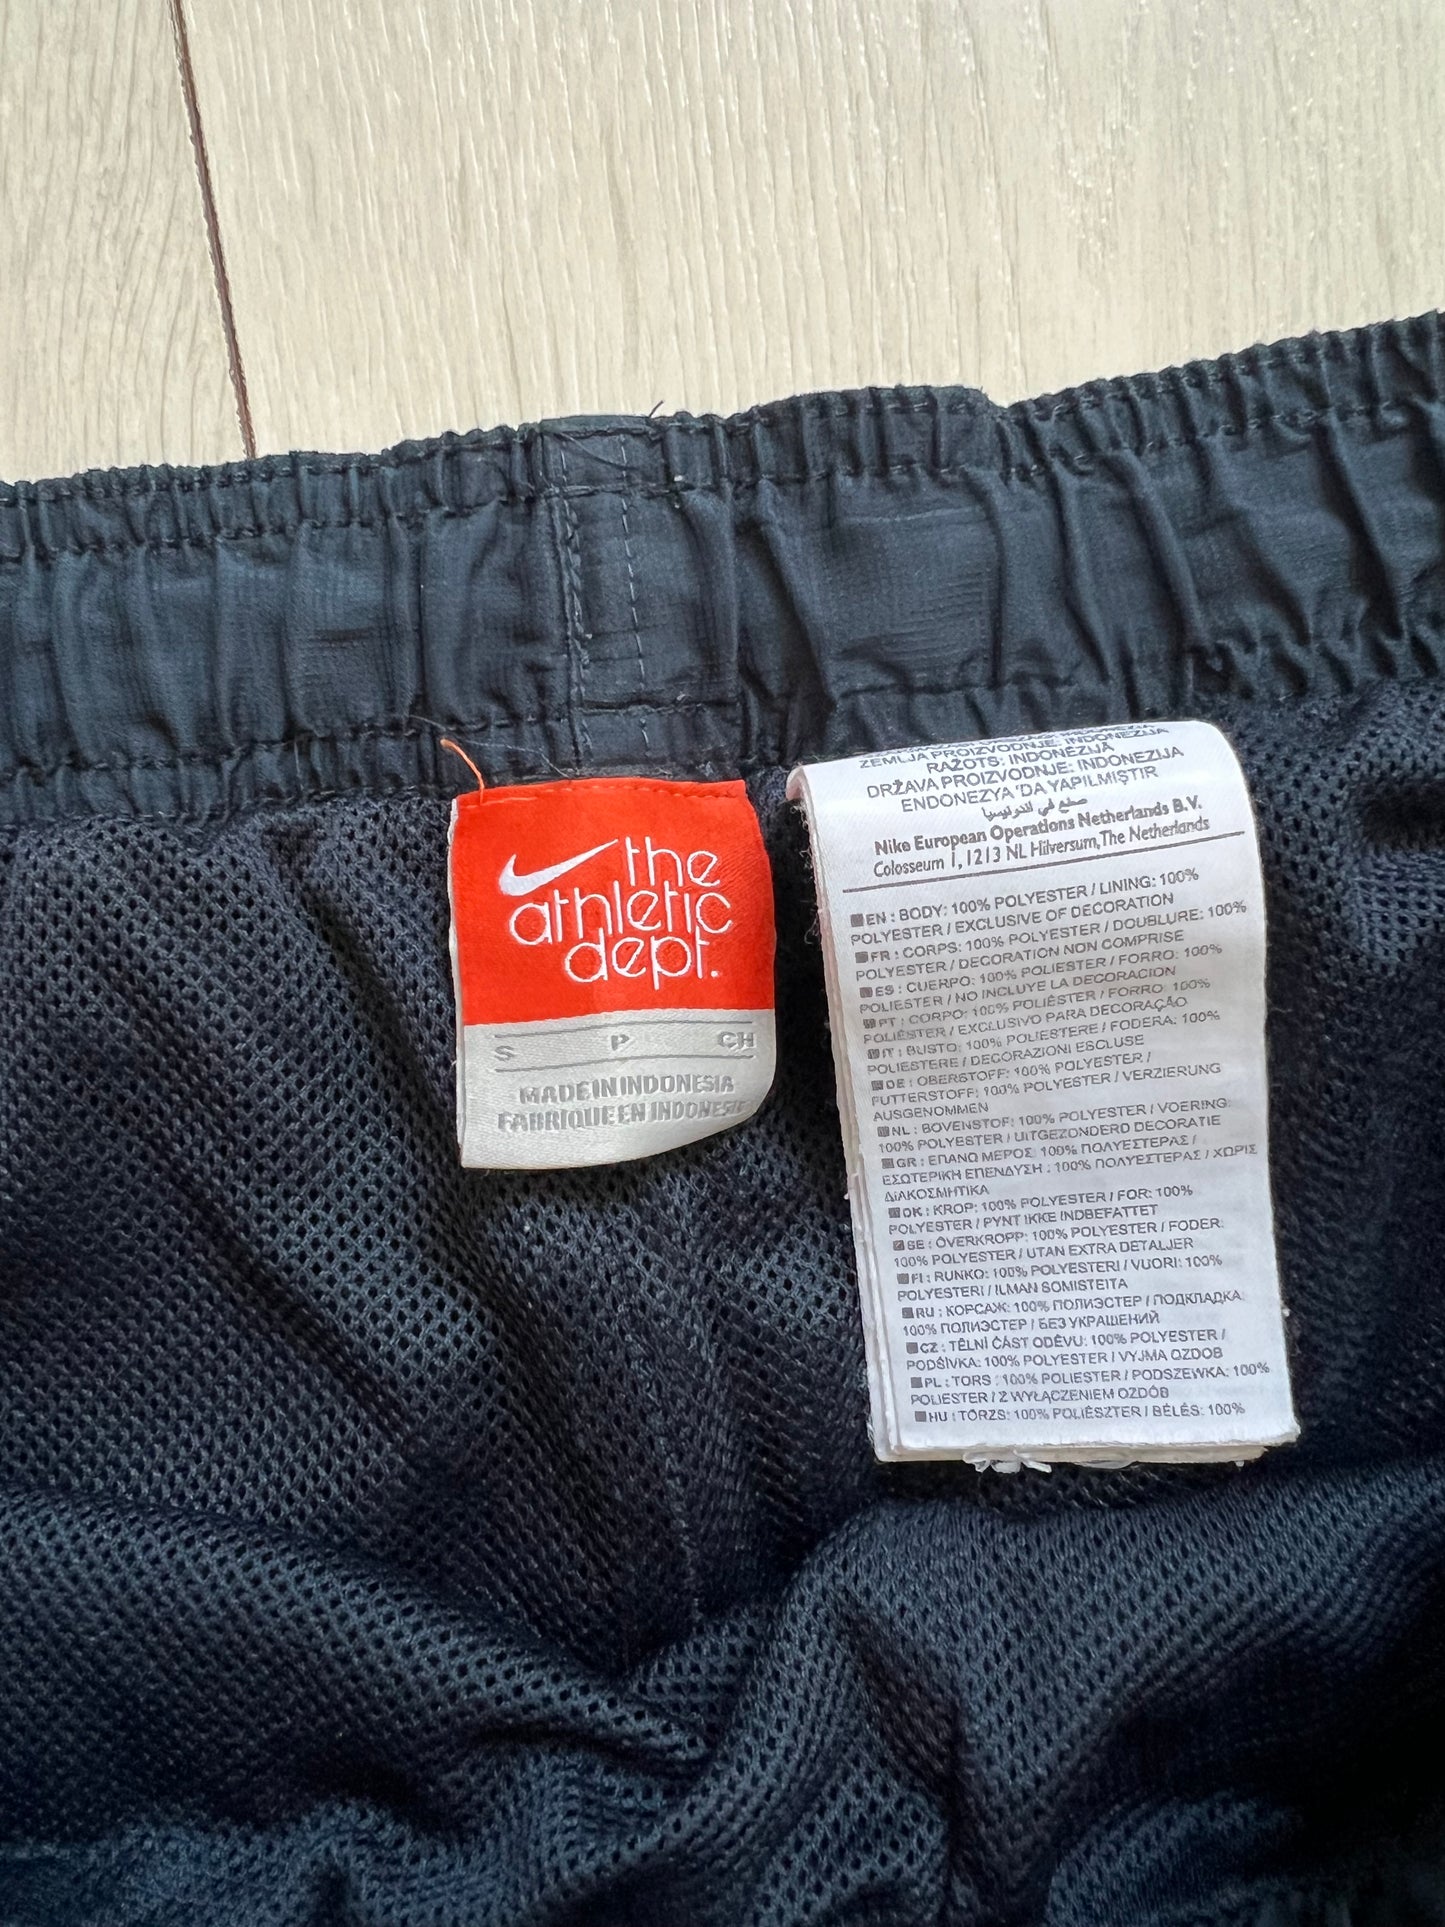 the
athletic
dept.
S P CH
MADE IN INDONESIA
FABRIQUE EN INDONESIE
ZEMLJA PROIZVODNJE: INDONEZIJA
RAŽOTS: INDONĒZIJĀ
DRŽAVA PROIZVODNJE: INDONEZIJA
ENDONEZYA 'DA YAPILMIŞTIR
صنع في اندونيسيا
Nike European Operations Netherlands B.V.
Colosseum 1, 1213 NL Hilversum, The Netherlands
EN : BODY: 100% POLYESTER / LINING: 100%
POLYESTER / EXCLUSIVE OF DECORATION
FR : CORPS: 100% POLYESTER / DOUBLURE: 100%
POLYESTER / DECORATION NON COMPRISE
ES : CUERPO: 100% POLIESTER / FORRO: 100%
POLIESTER / NO INCLUYE LA DECORACION
PT : CORPO: 100% POLIÉSTER / FORRO: 100%
POLIÉSTER / EXCLUSIVO PARA DECORAÇÃO
IT : BUSTO: 100% POLIESTERE / FODERA: 100%
POLIESTERE / DECORAZIONI ESCLUSE
DE : OBERSTOFF: 100% POLYESTER /
FUTTERSTOFF: 100% POLYESTER / VERZIERUNG
AUSGENOMMEN
NL : BOVENSTOF: 100% POLYESTER / VOERING:
100% POLYESTER / UITGEZONDERD DECORATIE
GR : ΕΠΑΝΩ ΜΕΡΟΣ: 100% ΠΟΛΥΕΣΤΕΡΑΣ /
ΕΣΩΤΕΡΙΚΗ ΕΠΕΝΔΥΣΗ : 100% ΠΟΛΥΕΣΤΕΡΑΣ / ΧΩΡΙΣ
ΔΙΑΚΟΣΜΗΤΙΚΑ
DK : KROP: 100% POLYESTER / FOR: 100%
POLYESTER / PYNT IKKE INDBEFATTET
SE : ÖVERKROPP: 100% POLYESTER / FODER:
100% POLYESTER / UTAN EXTRA DETALJER
FI : RUNKO: 100% POLYESTERI / VUORI: 100%
POLYESTERI / ILMAN SOMISTEITA
RU : КОРСАЖ: 100% ПОЛИЭСТЕР / ПОДКЛАДКА:
100% ПОЛИЭСТЕР / БЕЗ УКРАШЕНИЙ
CZ : TĚLNÍ ČÁST ODĚVU: 100% POLYESTER /
PODŠÍVKA: 100% POLYESTER / VYJMA OZDOB
PL : TORS : 100% POLIESTER / PODSZEWKA: 100%
POLIESTER / Z WYŁĄCZENIEM OZDÓB
HU : TÖRZS: 100% POLIÉSZTER / BÉLÉS: 100%